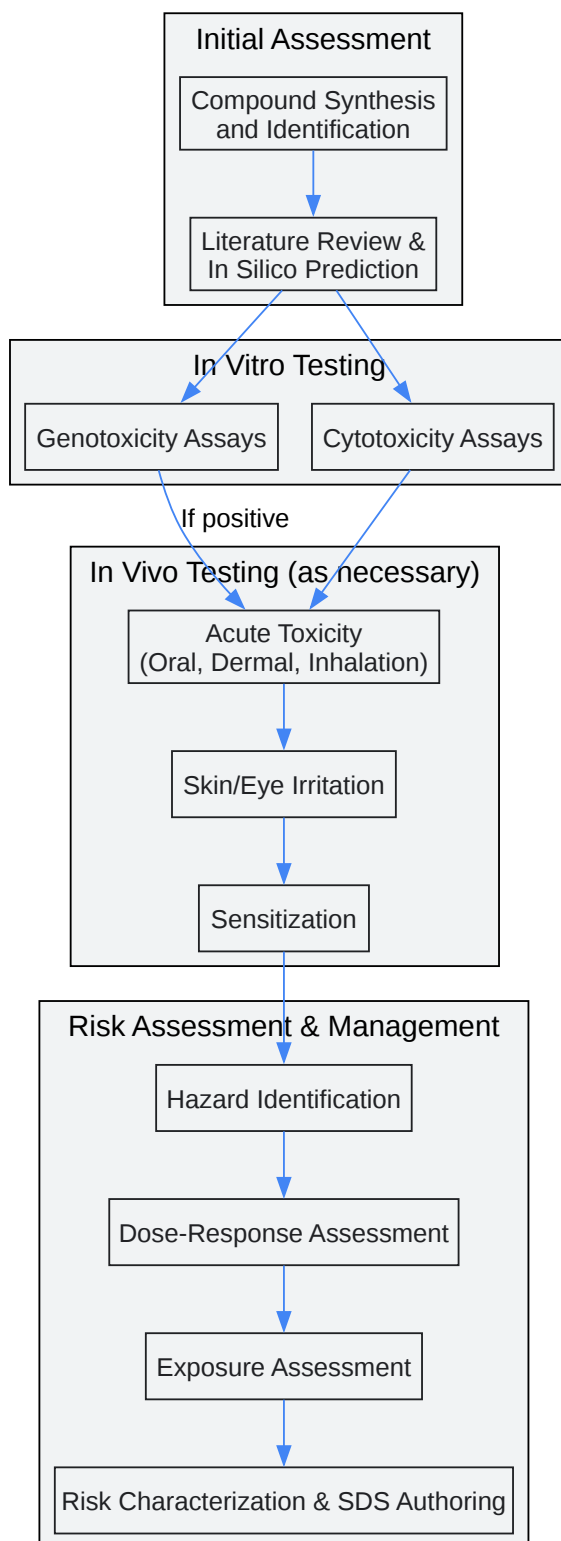 Initial Assessment
Compound Synthesis
and Identification
Literature Review &
In Silico Prediction
In Vitro Testing
Genotoxicity Assays
Cytotoxicity Assays
If positive
In Vivo Testing (as necessary)
Acute Toxicity
(Oral, Dermal, Inhalation)
Skin/Eye Irritation
Sensitization
Risk Assessment & Management
Hazard Identification
Dose-Response Assessment
Exposure Assessment
Risk Characterization & SDS Authoring